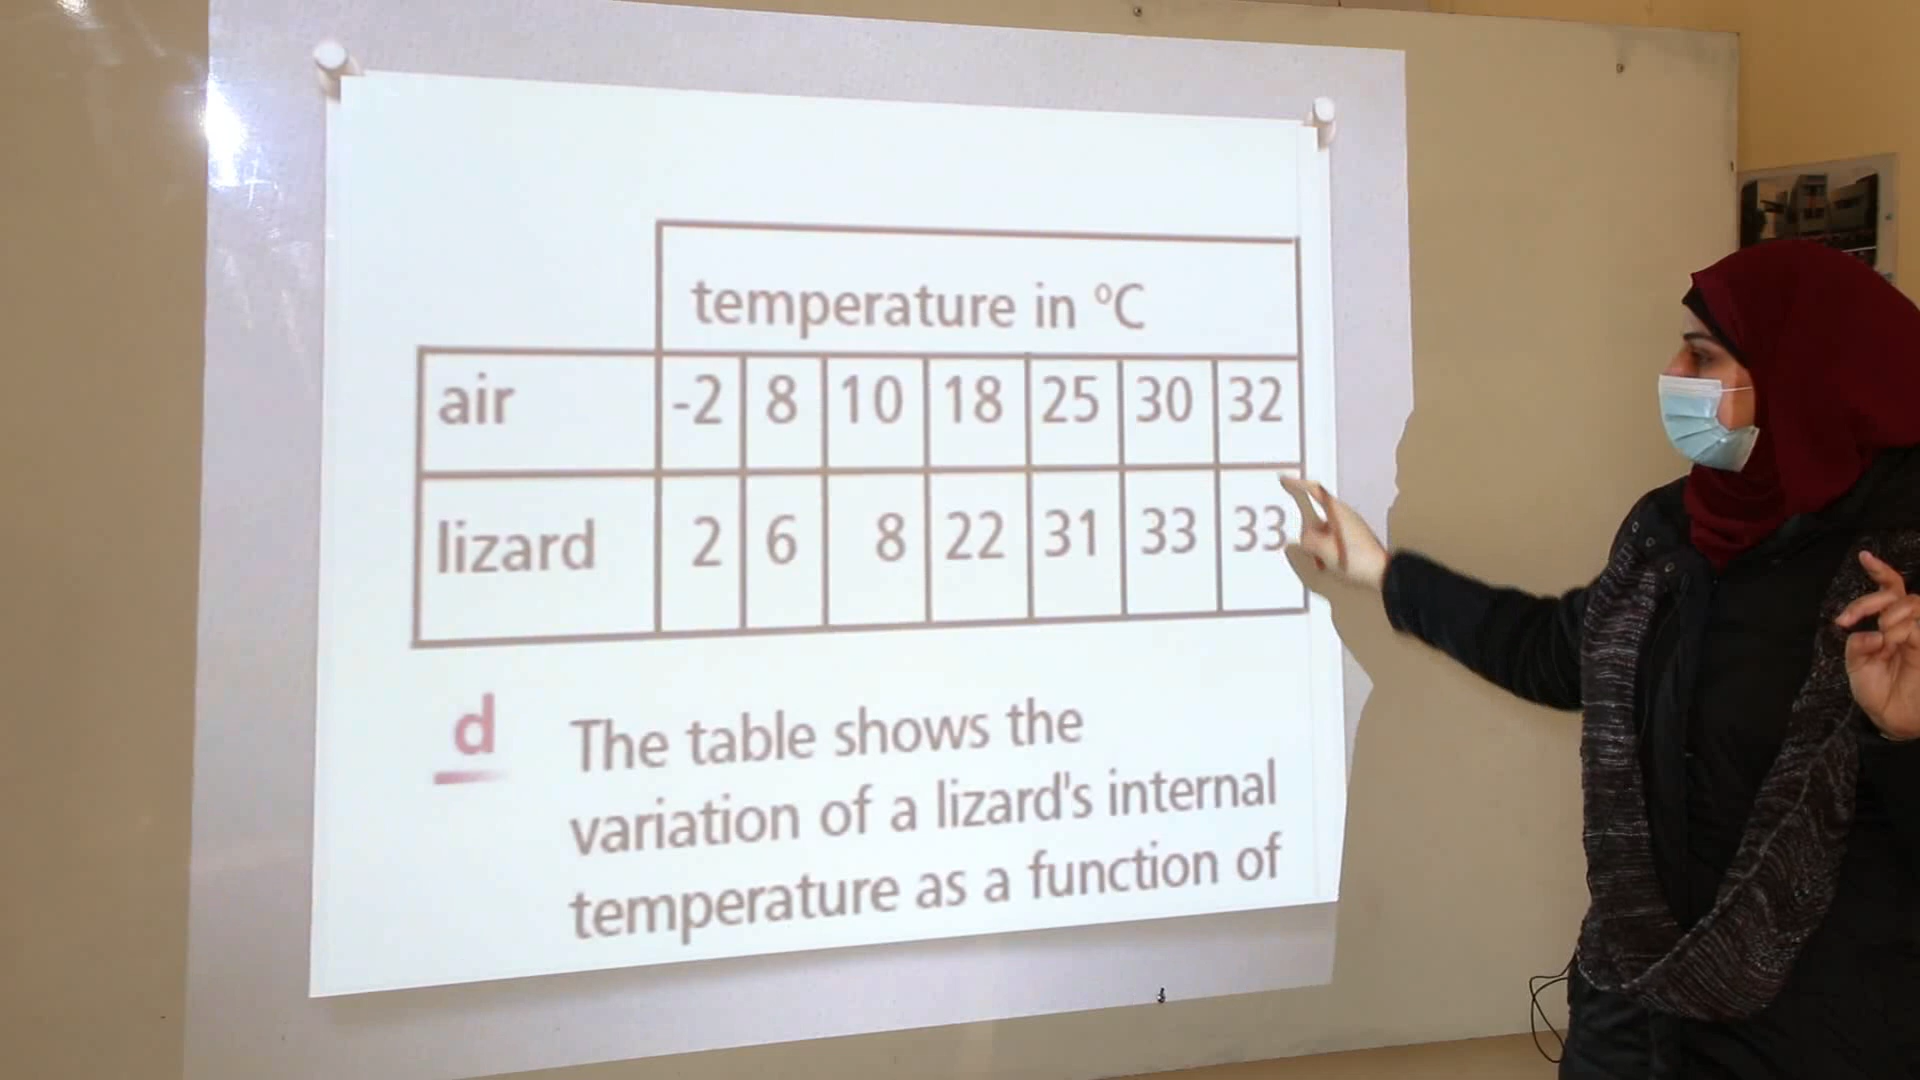 temperature in ºC
air -2 8 10 18 25 30 32
lizard 2 6 8 22 31 33 33
d The table shows the
variation of a lizard's internal
temperature as a function of